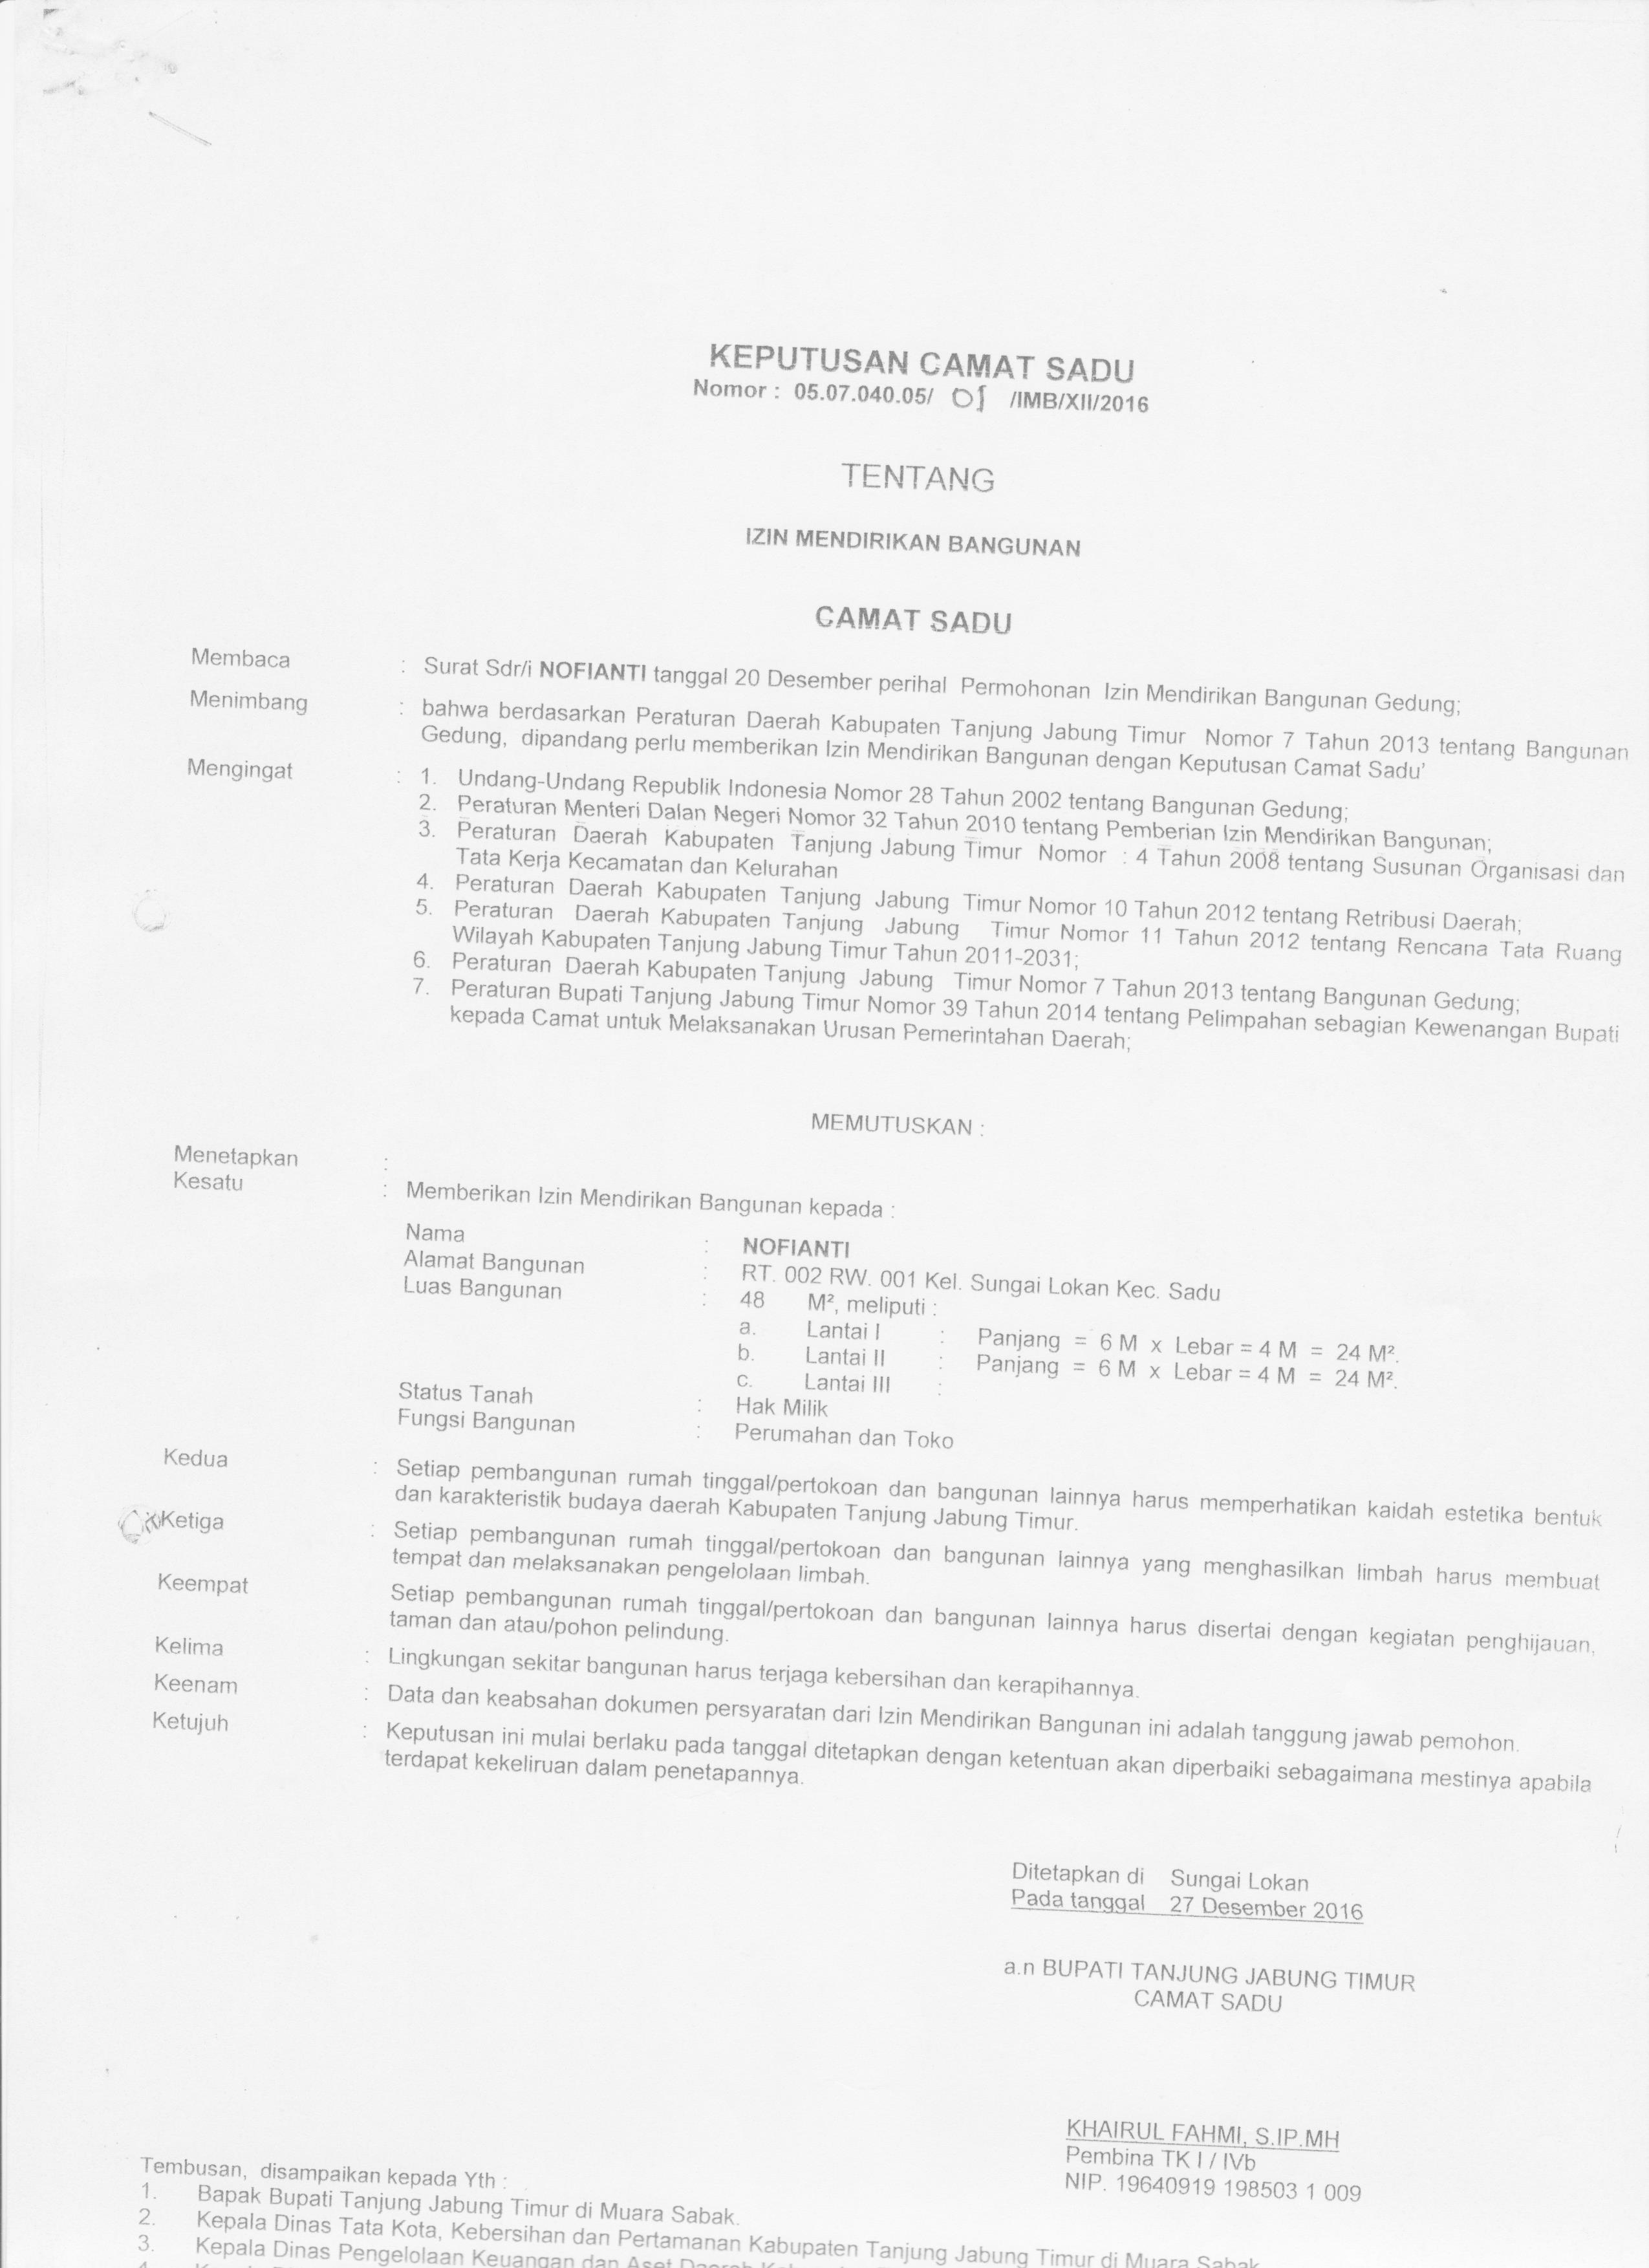 KEPUTUSAN CAMAT SADU
Nomor : 05.07.040.05/ 01 /IMB/XII/2016
TENTANG
IZIN MENDIRIKAN BANGUNAN
CAMAT SADU
Membaca : Surat Sdr/i NOFIANTI tanggal 20 Desember perihal Permohonan Izin Mendirikan Bangunan Gedung;
Menimbang : bahwa berdasarkan Peraturan Daerah Kabupaten Tanjung Jabung Timur Nomor 7 Tahun 2013 tentang Bangunan
Gedung, dipandang perlu memberikan Izin Mendirikan Bangunan dengan Keputusan Camat Sadu'
Mengingat : 1. Undang-Undang Republik Indonesia Nomor 28 Tahun 2002 tentang Bangunan Gedung;
2. Peraturan Menteri Dalan Negeri Nomor 32 Tahun 2010 tentang Pemberian Izin Mendirikan Bangunan;
3. Peraturan Daerah Kabupaten Tanjung Jabung Timur Nomor : 4 Tahun 2008 tentang Susunan Organisasi dan
Tata Kerja Kecamatan dan Kelurahan
4. Peraturan Daerah Kabupaten Tanjung Jabung Timur Nomor 10 Tahun 2012 tentang Retribusi Daerah;
5. Peraturan Daerah Kabupaten Tanjung Jabung Timur Nomor 11 Tahun 2012 tentang Rencana Tata Ruang
Wilayah Kabupaten Tanjung Jabung Timur Tahun 2011-2031;
6. Peraturan Daerah Kabupaten Tanjung Jabung Timur Nomor 7 Tahun 2013 tentang Bangunan Gedung;
7. Peraturan Bupati Tanjung Jabung Timur Nomor 39 Tahun 2014 tentang Pelimpahan sebagian Kewenangan Bupati
kepada Camat untuk Melaksanakan Urusan Pemerintahan Daerah;
MEMUTUSKAN :
Menetapkan :
Kesatu : Memberikan Izin Mendirikan Bangunan kepada :
Nama : NOFIANTI
Alamat Bangunan : RT. 002 RW. 001 Kel. Sungai Lokan Kec. Sadu
Luas Bangunan : 48 M², meliputi :
a. Lantai I : Panjang = 6 M x Lebar = 4 M = 24 M².
b. Lantai II : Panjang = 6 M x Lebar = 4 M = 24 M².
c. Lantai III :
Status Tanah : Hak Milik
Fungsi Bangunan : Perumahan dan Toko
Kedua : Setiap pembangunan rumah tinggal/pertokoan dan bangunan lainnya harus memperhatikan kaidah estetika bentuk
dan karakteristik budaya daerah Kabupaten Tanjung Jabung Timur.
Ketiga : Setiap pembangunan rumah tinggal/pertokoan dan bangunan lainnya yang menghasilkan limbah harus membuat
tempat dan melaksanakan pengelolaan limbah.
Keempat Setiap pembangunan rumah tinggal/pertokoan dan bangunan lainnya harus disertai dengan kegiatan penghijauan,
taman dan atau/pohon pelindung.
Kelima : Lingkungan sekitar bangunan harus terjaga kebersihan dan kerapihannya.
Keenam : Data dan keabsahan dokumen persyaratan dari Izin Mendirikan Bangunan ini adalah tanggung jawab pemohon.
Ketujuh : Keputusan ini mulai berlaku pada tanggal ditetapkan dengan ketentuan akan diperbaiki sebagaimana mestinya apabila
terdapat kekeliruan dalam penetapannya.
Ditetapkan di Sungai Lokan
Pada tanggal 27 Desember 2016
a.n BUPATI TANJUNG JABUNG TIMUR
CAMAT SADU
KHAIRUL FAHMI, S.IP.MH
Pembina TK I / IVb
NIP. 19640919 198503 1 009
Tembusan, disampaikan kepada Yth :
1. Bapak Bupati Tanjung Jabung Timur di Muara Sabak.
2. Kepala Dinas Tata Kota, Kebersihan dan Pertamanan Kabupaten Tanjung Jabung Timur di Muara Sabak
3. Kepala Dinas Pengelolaan Keuangan dan Aset Daerah